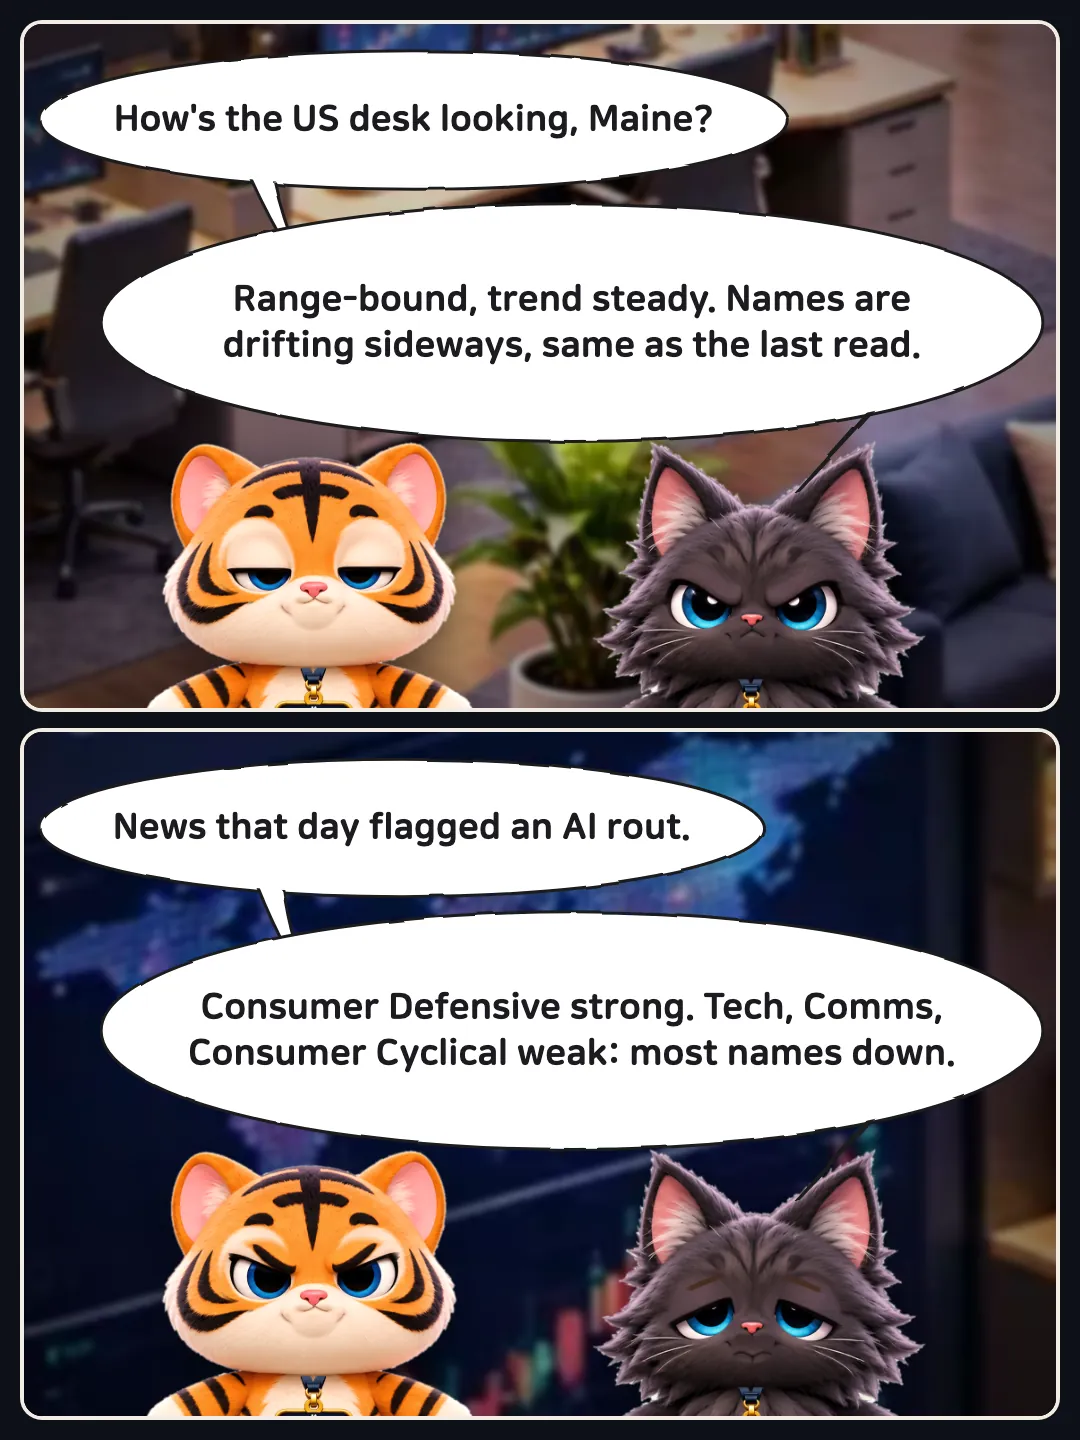 How's the US desk looking, Maine?
Range-bound, trend steady. Names are
drifting sideways, same as the last read.
News that day flagged an AI rout.
Consumer Defensive strong. Tech, Comms,
Consumer Cyclical weak: most names down.